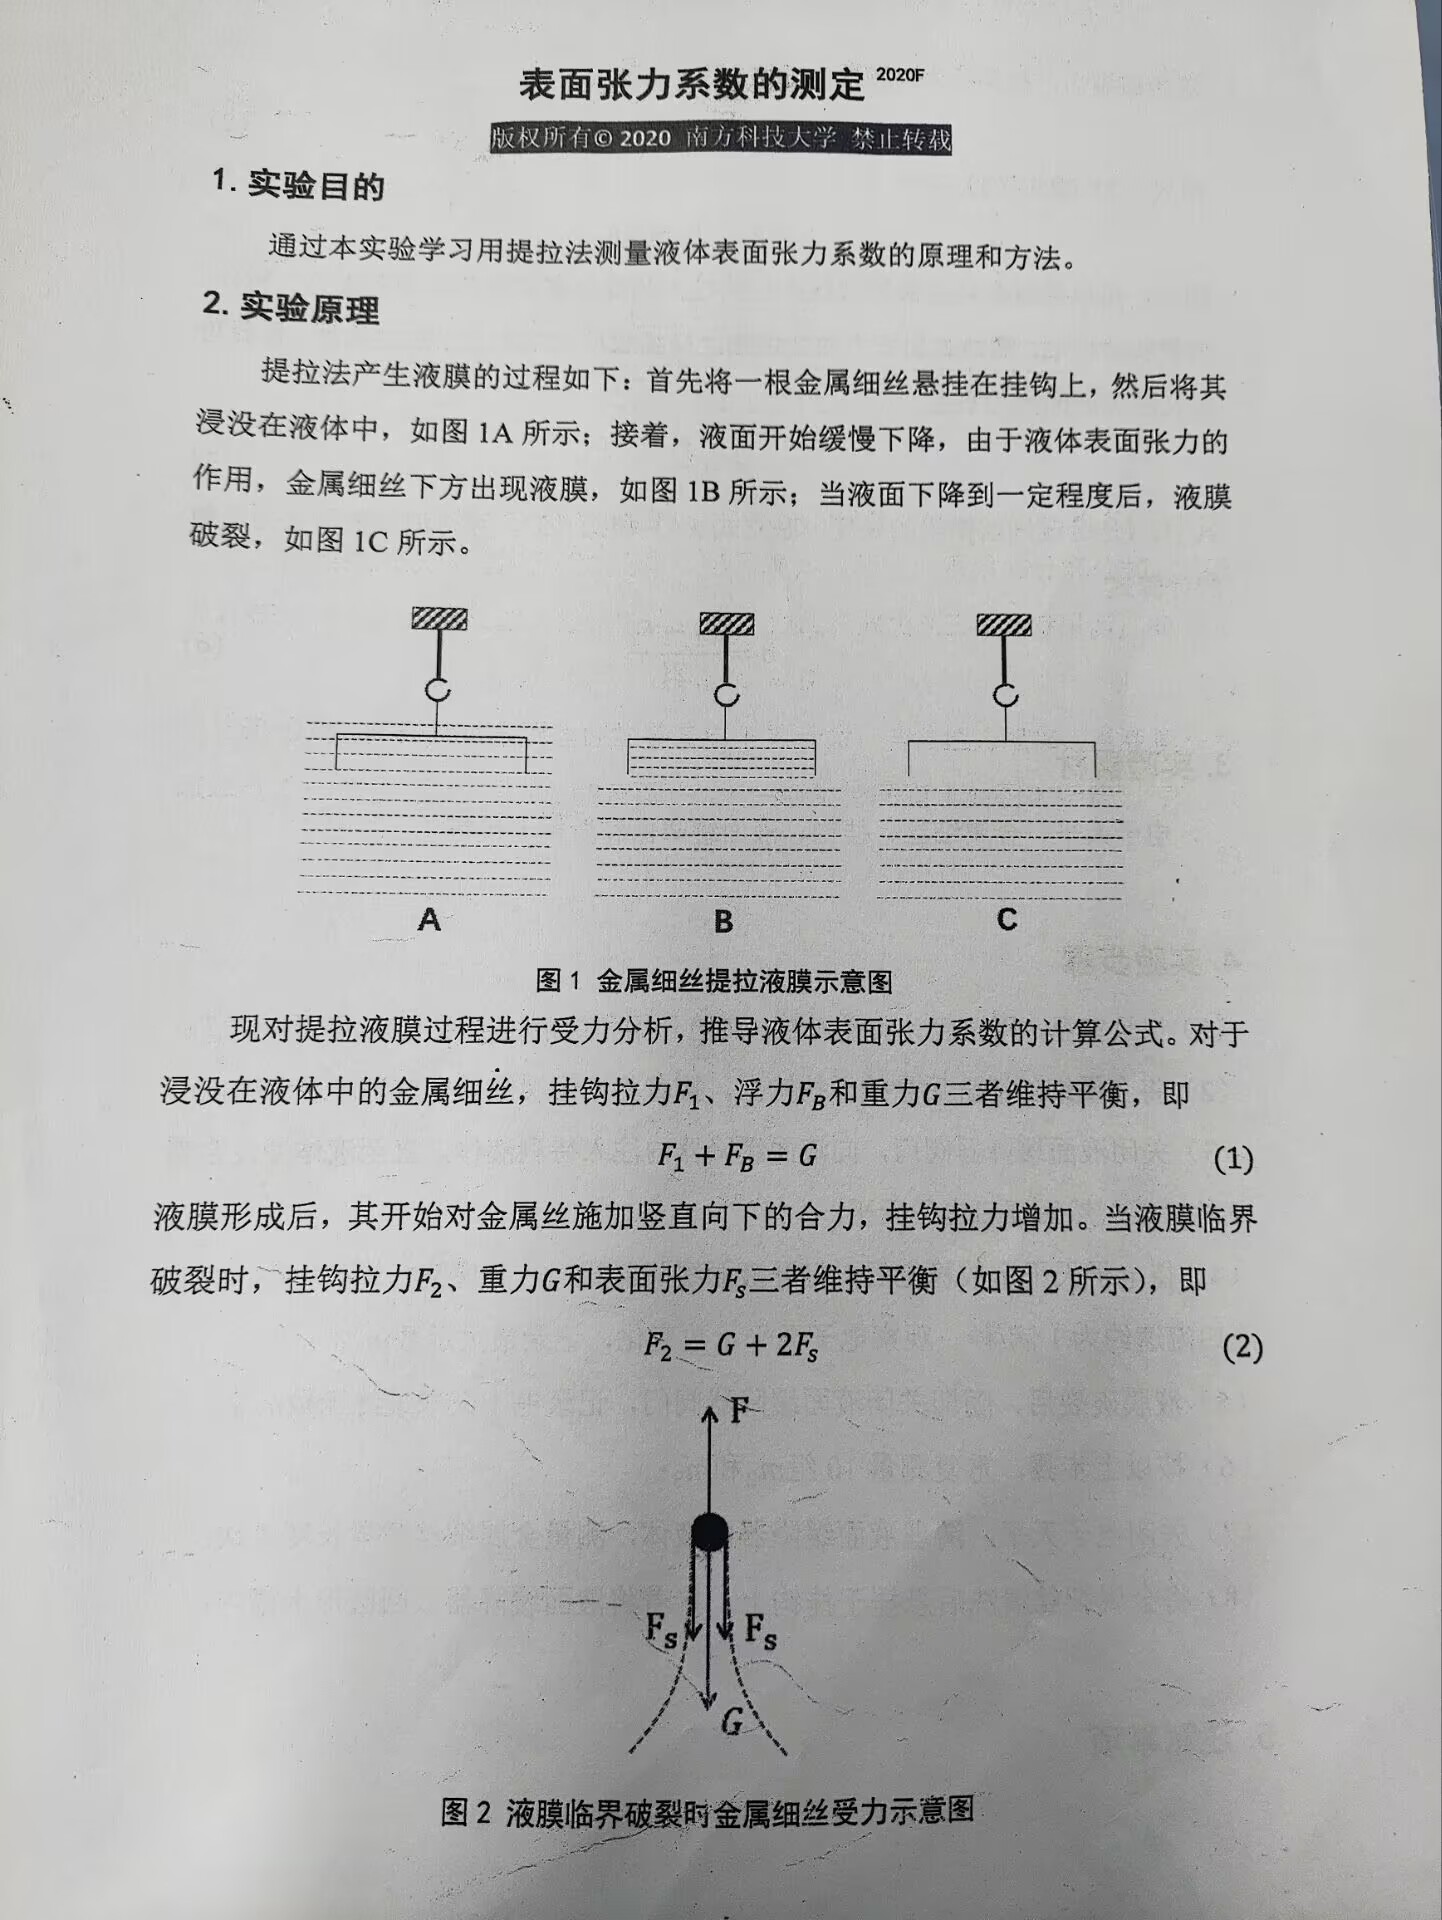 表面张力系数的测定 2020F
版权所有© 2020 南方科技大学 禁止转载
1. 实验目的
通过本实验学习用提拉法测量液体表面张力系数的原理和方法。
2. 实验原理
提拉法产生液膜的过程如下：首先将一根金属细丝悬挂在挂钩上，然后将其
浸没在液体中，如图 1A 所示；接着，液面开始缓慢下降，由于液体表面张力的
作用，金属细丝下方出现液膜，如图 1B 所示；当液面下降到一定程度后，液膜
破裂，如图 1C 所示。
A B C
图 1 金属细丝提拉液膜示意图
现对提拉液膜过程进行受力分析，推导液体表面张力系数的计算公式。对于
浸没在液体中的金属细丝，挂钩拉力F₁、浮力F_B和重力G三者维持平衡，即
F₁ + F_B = G (1)
液膜形成后，其开始对金属丝施加竖直向下的合力，挂钩拉力增加。当液膜临界
破裂时，挂钩拉力F₂、重力G和表面张力Fₛ三者维持平衡（如图 2 所示），即
F₂ = G + 2Fₛ (2)
F
Fₛ Fₛ
G
图 2 液膜临界破裂时金属细丝受力示意图